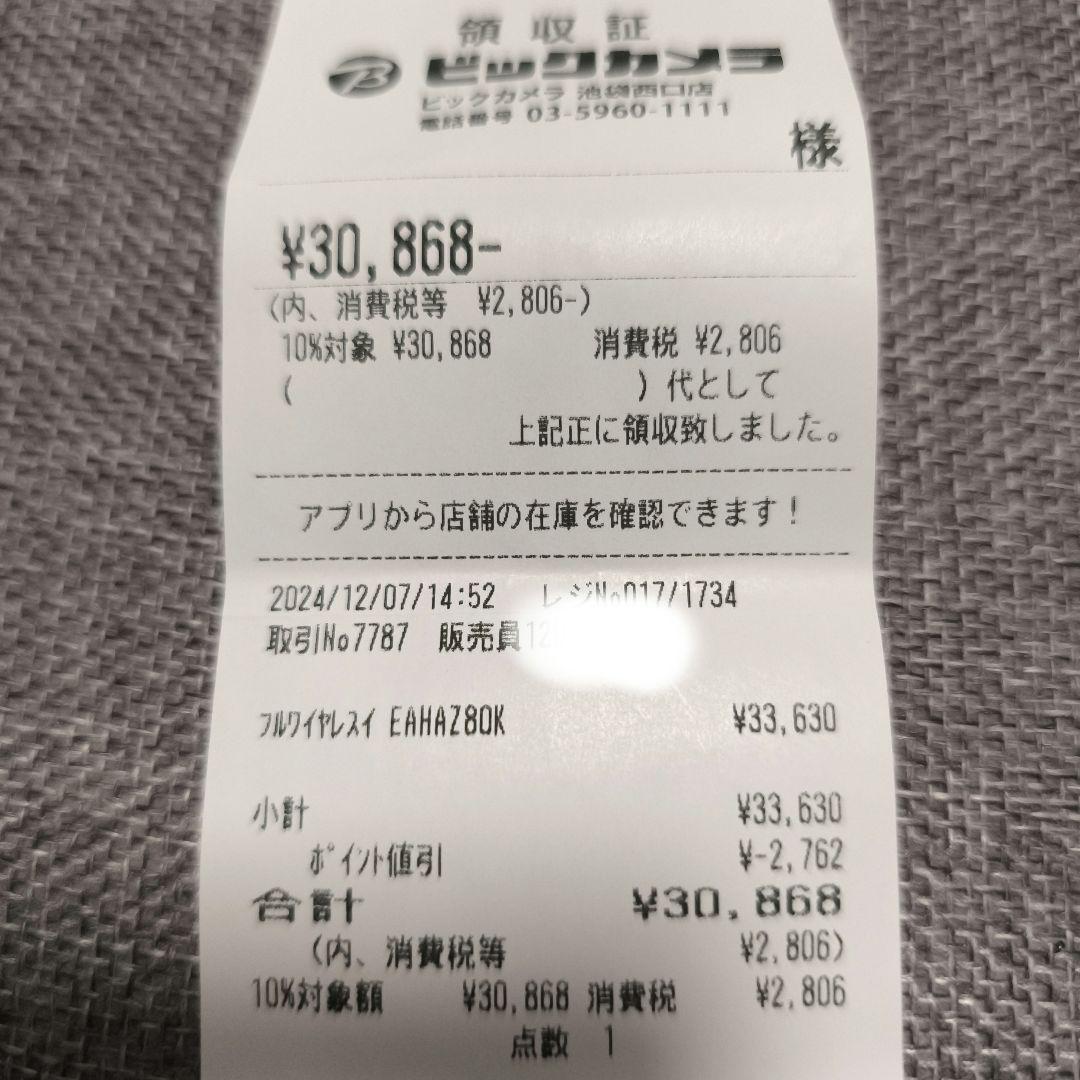 領収証
ビックカメラ
ビックカメラ 池袋西口店
電話番号 03-5960-1111
様
¥30,868-
(内、消費税等 ¥2,806-)
10%対象 ¥30,868 消費税 ¥2,806
( )代として
上記正に領収致しました。
アプリから店舗の在庫を確認できます!
2024/12/07/14:52 レジNo017/1734
取引No7787 販売員12
フルワイヤレスイ EAHAZ80K ¥33,630
小計 ¥33,630
ポイント値引 ¥-2,762
合計 ¥30,868
(内、消費税等 ¥2,806)
10%対象額 ¥30,868 消費税 ¥2,806
点数 1